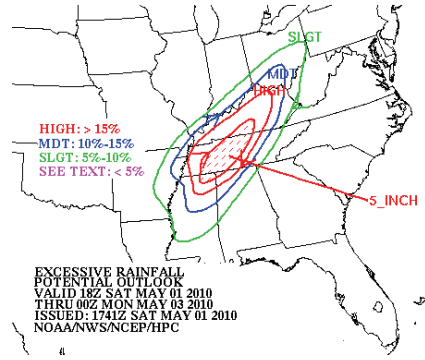 SLGT
MDT
HIGH
HIGH: > 15%
MDT: 10%-15%
SLGT: 5%-10%
SEE TEXT: < 5%
5_INCH
EXCESSIVE RAINFALL
POTENTIAL OUTLOOK
VALID 18Z SAT MAY 01 2010
THRU 00Z MON MAY 03 2010
ISSUED: 1741Z SAT MAY 01 2010
NOAA/NWS/NCEP/HPC